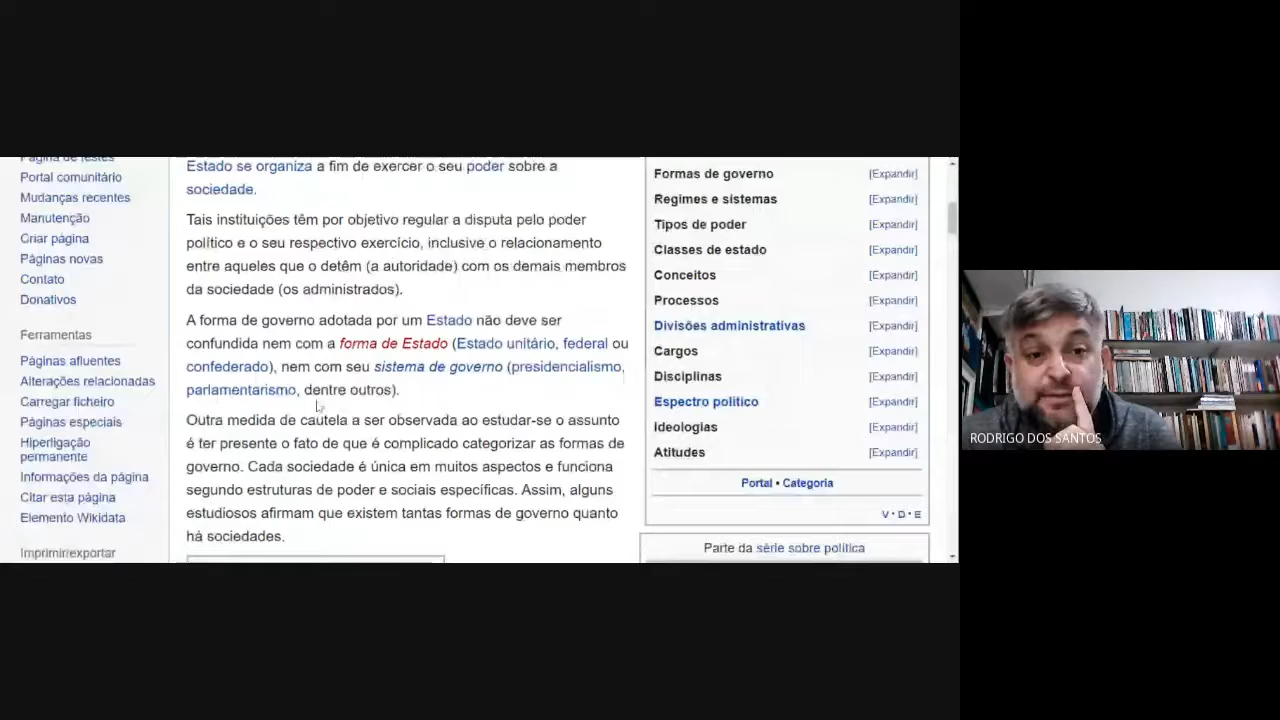 Página de testes
Portal comunitário
Mudanças recentes
Manutenção
Criar página
Páginas novas
Contato
Donativos
Ferramentas
Páginas afluentes
Alterações relacionadas
Carregar ficheiro
Páginas especiais
Hiperligação
permanente
Informações da página
Citar esta página
Elemento Wikidata
Imprimir/exportar
Estado se organiza a fim de exercer o seu poder sobre a
sociedade.
Tais instituições têm por objetivo regular a disputa pelo poder
político e o seu respectivo exercício, inclusive o relacionamento
entre aqueles que o detêm (a autoridade) com os demais membros
da sociedade (os administrados).
A forma de governo adotada por um Estado não deve ser
confundida nem com a forma de Estado (Estado unitário, federal ou
confederado), nem com seu sistema de governo (presidencialismo,
parlamentarismo, dentre outros).
Outra medida de cautela a ser observada ao estudar-se o assunto
é ter presente o fato de que é complicado categorizar as formas de
governo. Cada sociedade é única em muitos aspectos e funciona
segundo estruturas de poder e sociais específicas. Assim, alguns
estudiosos afirmam que existem tantas formas de governo quanto
há sociedades.
Formas de governo [Expandir]
Regimes e sistemas [Expandir]
Tipos de poder [Expandir]
Classes de estado [Expandir]
Conceitos [Expandir]
Processos [Expandir]
Divisões administrativas [Expandir]
Cargos [Expandir]
Disciplinas [Expandir]
Espectro político [Expandir]
Ideologias [Expandir]
Atitudes [Expandir]
Portal • Categoria
V • D • E
Parte da série sobre política
RODRIGO DOS SANTOS